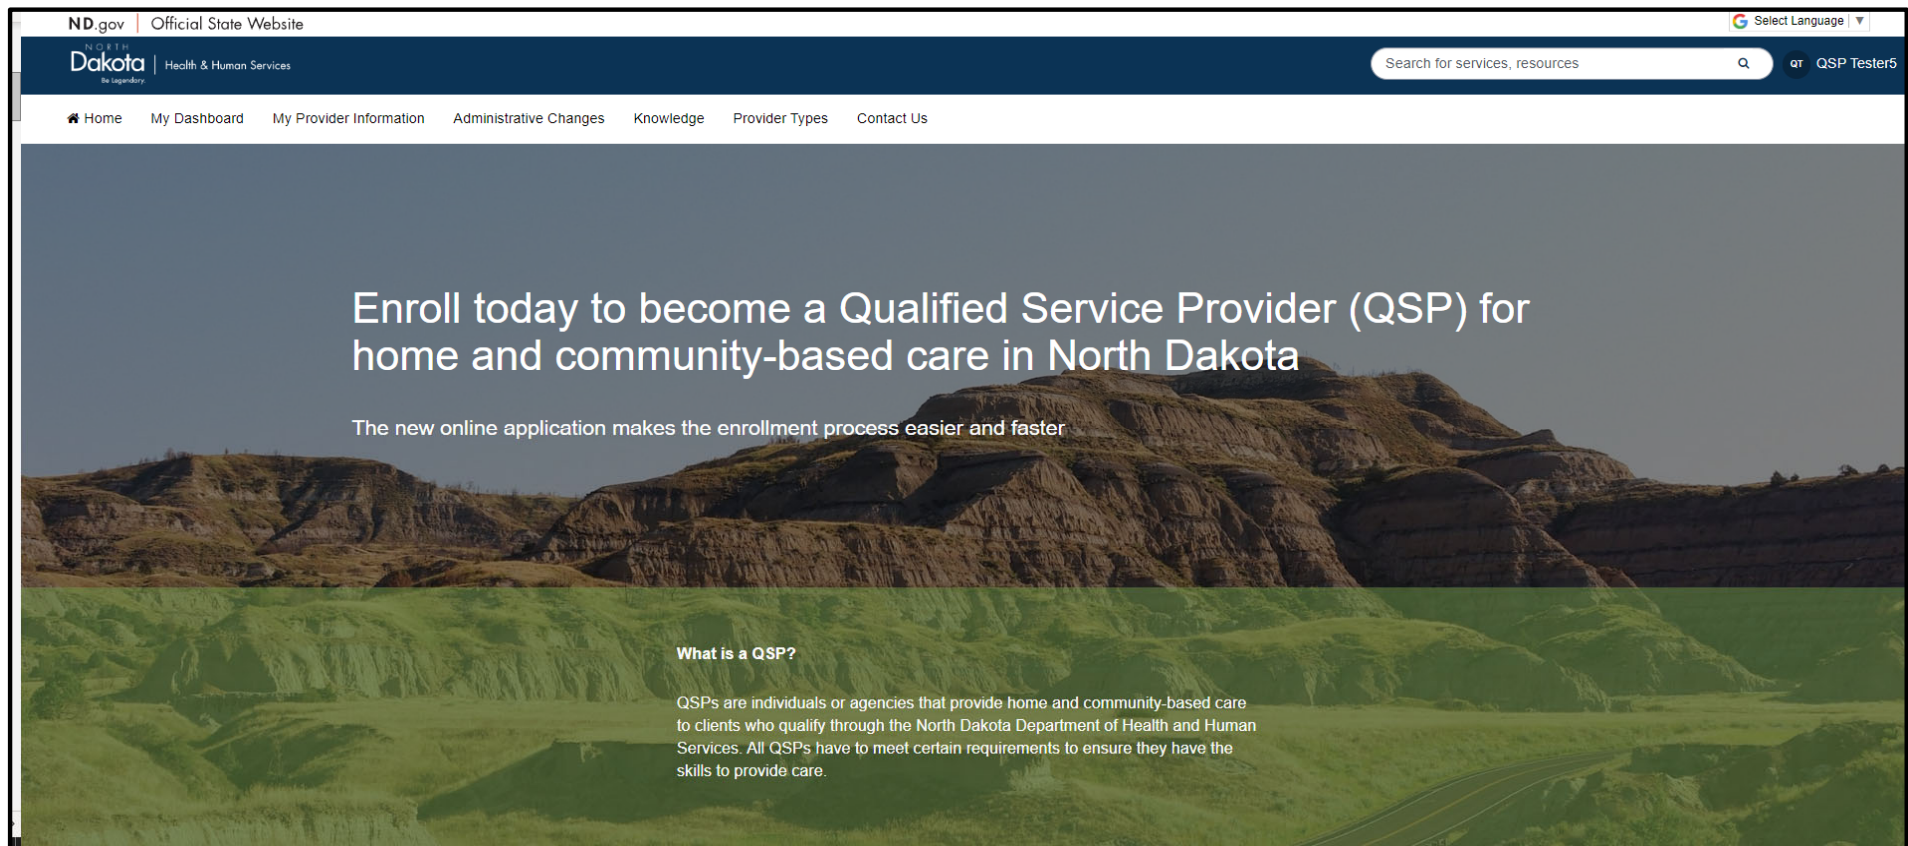 ND.gov | Official State Website
Select Language ▼
NORTH
Dakota | Health & Human Services
Be Legendary.
Search for services, resources
QT QSP Tester5
Home My Dashboard My Provider Information Administrative Changes Knowledge Provider Types Contact Us
Enroll today to become a Qualified Service Provider (QSP) for
home and community-based care in North Dakota
The new online application makes the enrollment process easier and faster
What is a QSP?
QSPs are individuals or agencies that provide home and community-based care
to clients who qualify through the North Dakota Department of Health and Human
Services. All QSPs have to meet certain requirements to ensure they have the
skills to provide care.